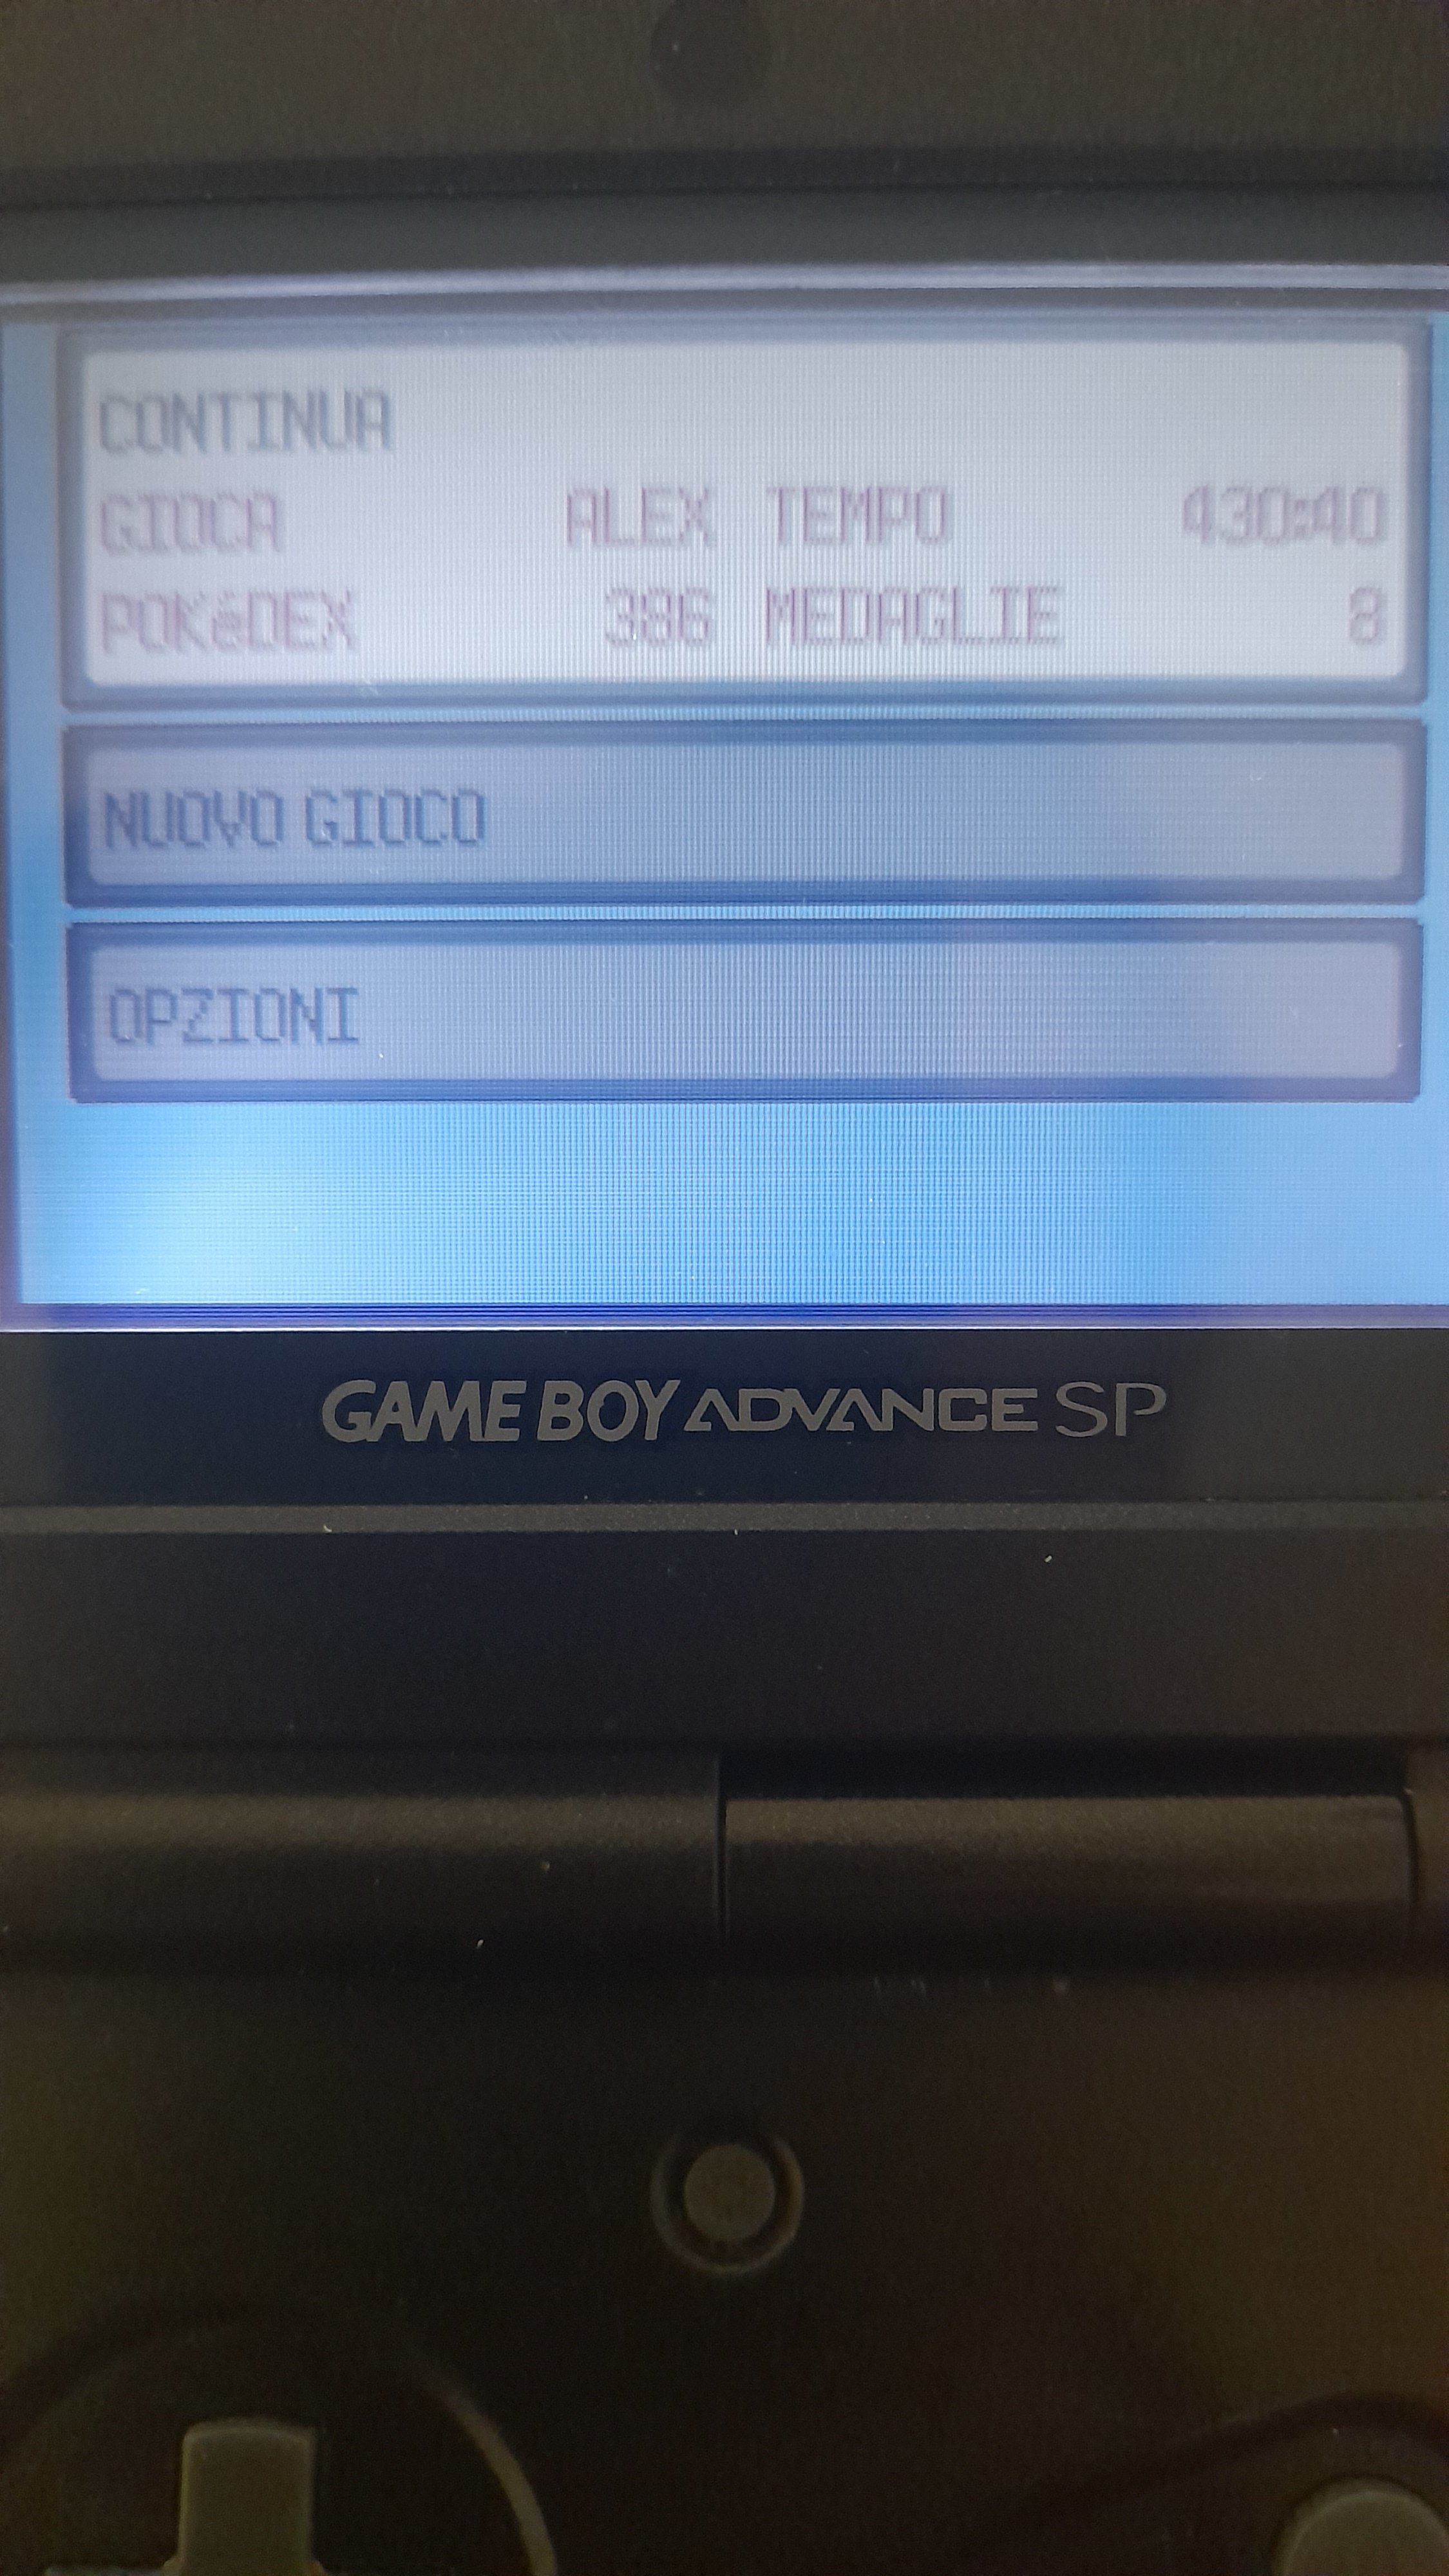 CONTINUA
GIOCA ALEX TEMPO 430:40
POKéDEX 386 MEDAGLIE 8
NUOVO GIOCO
OPZIONI
GAME BOY ADVANCE SP